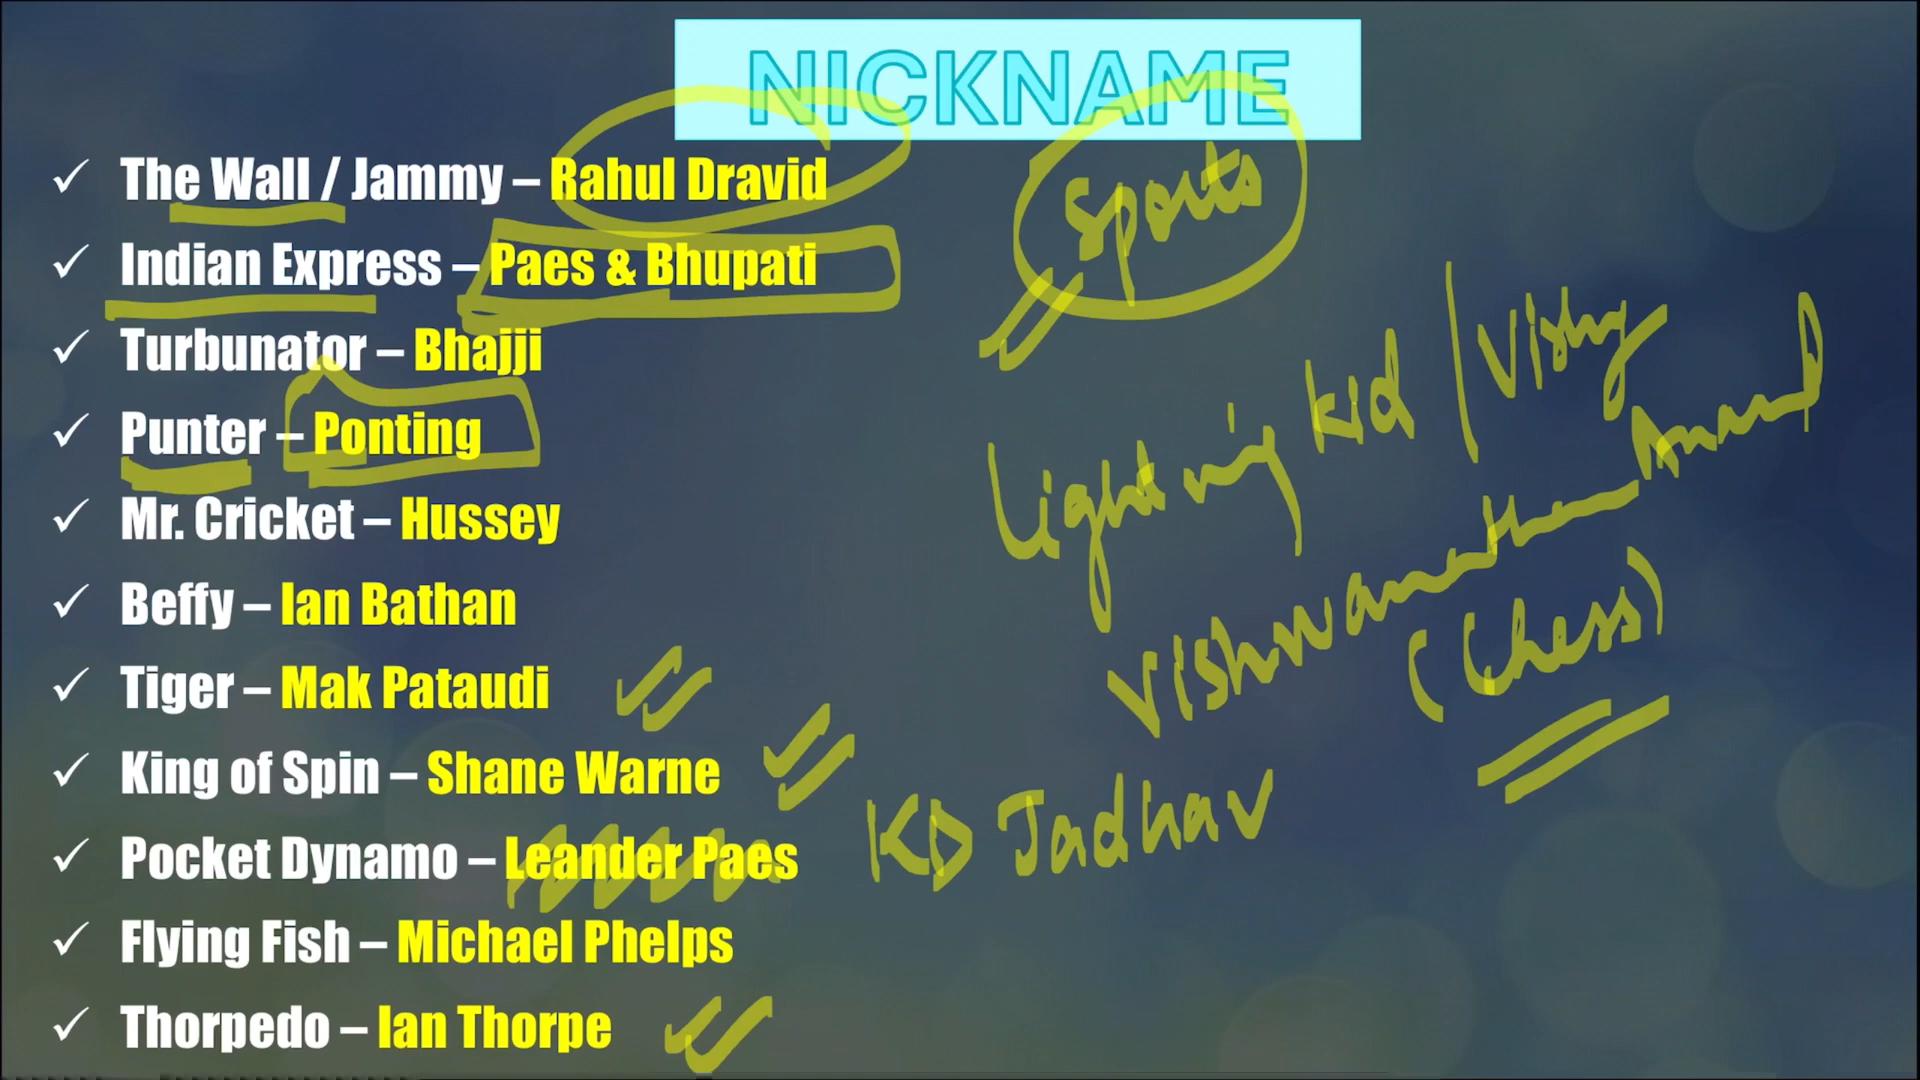 NICKNAME
✓ The Wall / Jammy – Rahul Dravid
✓ Indian Express – Paes & Bhupati
✓ Turbunator – Bhajji
✓ Punter – Ponting
✓ Mr. Cricket – Hussey
✓ Beffy – Ian Bathan
✓ Tiger – Mak Pataudi
✓ King of Spin – Shane Warne
✓ Pocket Dynamo – Leander Paes
✓ Flying Fish – Michael Phelps
✓ Thorpedo – Ian Thorpe
Sports
Lightning kid / Vishy
Vishwanathan Anand
(Chess)
KD Jadhav